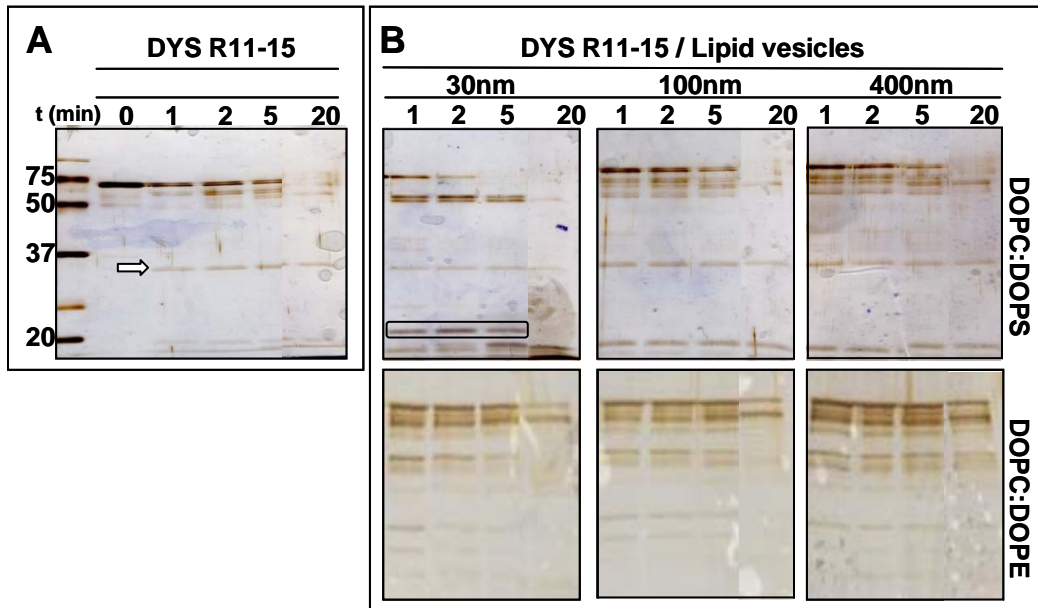 A
DYS R11-15
t (min) 0 1 2 5 20
75
50
37
20
B
DYS R11-15 / Lipid vesicles
30nm 100nm 400nm
1 2 5 20 1 2 5 20 1 2 5 20
DOPC:DOPS
DOPC:DOPE